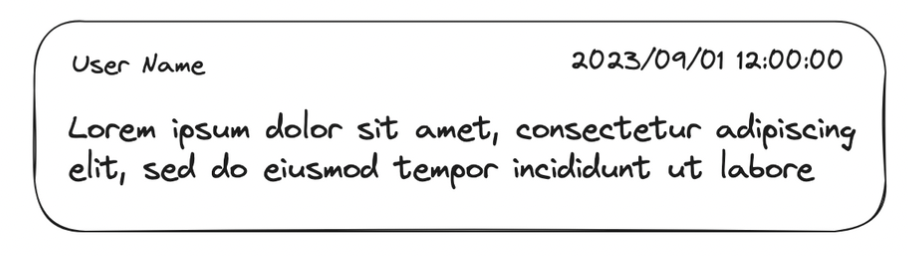 User Name
2023/09/01 12:00:00
Lorem ipsum dolor sit amet, consectetur adipiscing
elit, sed do eiusmod tempor incididunt ut labore